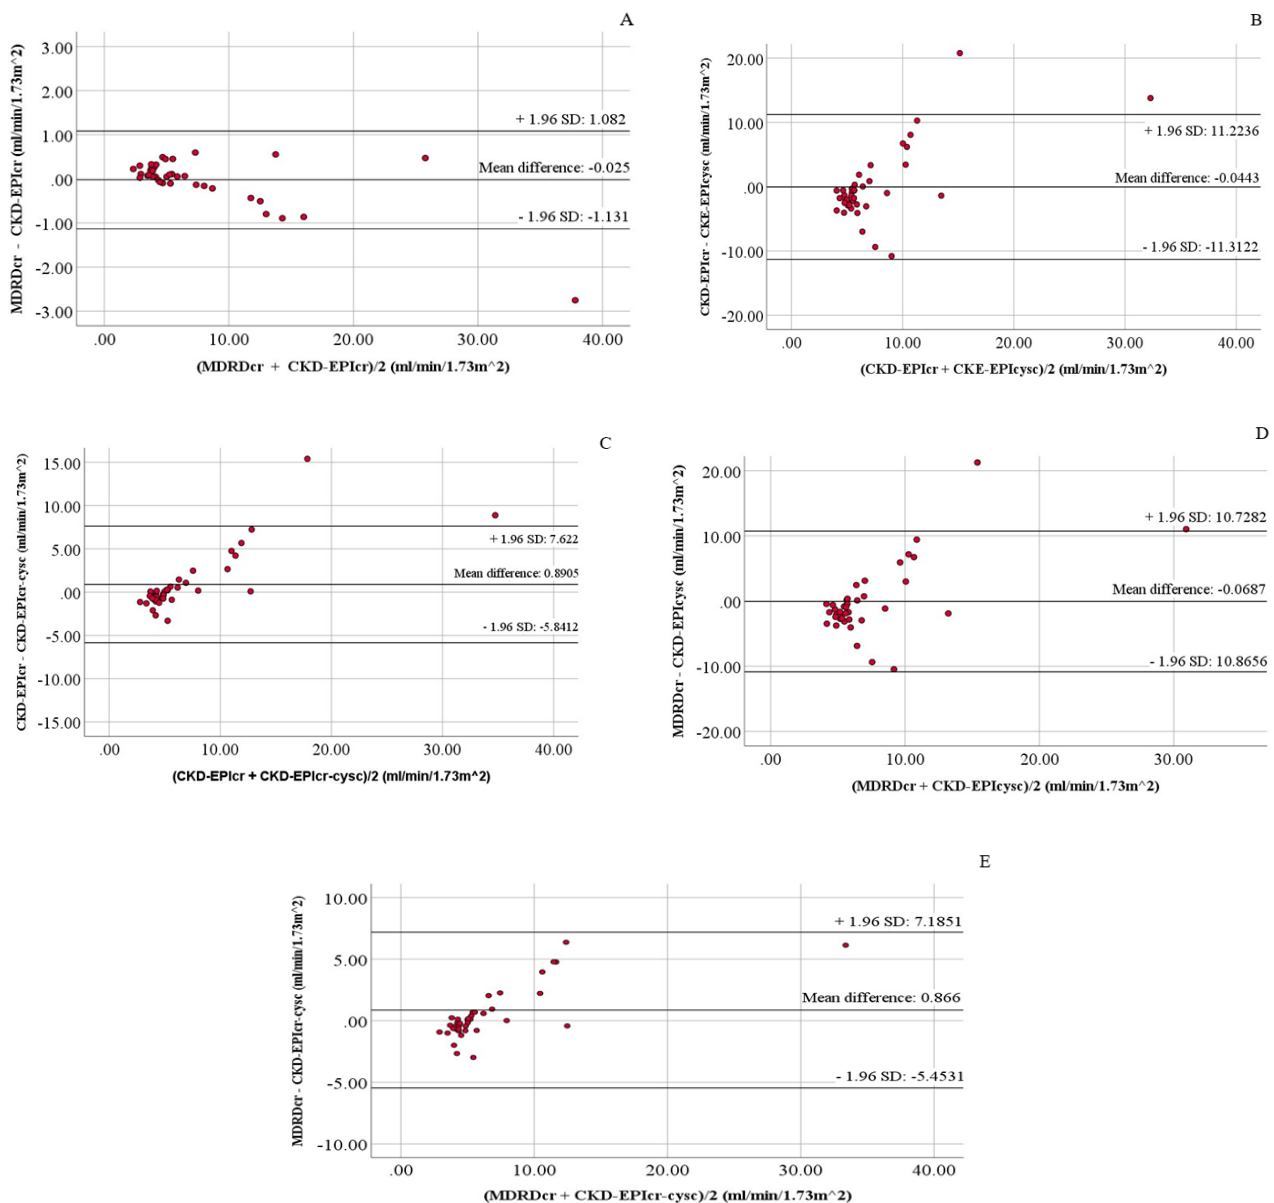 A
MDRDcr - CKD-EPIcr (ml/min/1.73m^2)
3.00
2.00
1.00
.00
-1.00
-2.00
-3.00
+ 1.96 SD: 1.082
Mean difference: -0.025
- 1.96 SD: -1.131
.00 10.00 20.00 30.00 40.00
(MDRDcr + CKD-EPIcr)/2 (ml/min/1.73m^2)
B
CKD-EPIcr - CKE-EPIcysc (ml/min/1.73m^2)
20.00
10.00
.00
-10.00
-20.00
+ 1.96 SD: 11.2236
Mean difference: -0.0443
- 1.96 SD: -11.3122
.00 10.00 20.00 30.00 40.00
(CKD-EPIcr + CKE-EPIcysc)/2 (ml/min/1.73m^2)
C
CKD-EPIcr - CKD-EPIcr-cysc (ml/min/1.73m^2)
15.00
10.00
5.00
.00
-5.00
-10.00
-15.00
+ 1.96 SD: 7.622
Mean difference: 0.8905
- 1.96 SD: -5.8412
.00 10.00 20.00 30.00 40.00
(CKD-EPIcr + CKD-EPIcr-cysc)/2 (ml/min/1.73m^2)
D
MDRDcr - CKD-EPIcysc (ml/min/1.73m^2)
20.00
10.00
.00
-10.00
-20.00
+ 1.96 SD: 10.7282
Mean difference: -0.0687
- 1.96 SD: 10.8656
.00 10.00 20.00 30.00
(MDRDcr + CKD-EPIcysc)/2 (ml/min/1.73m^2)
E
MDRDcr - CKD-EPIcr-cysc (ml/min/1.73m^2)
10.00
5.00
.00
-5.00
-10.00
+ 1.96 SD: 7.1851
Mean difference: 0.866
- 1.96 SD: -5.4531
.00 10.00 20.00 30.00 40.00
(MDRDcr + CKD-EPIcr-cysc)/2 (ml/min/1.73m^2)